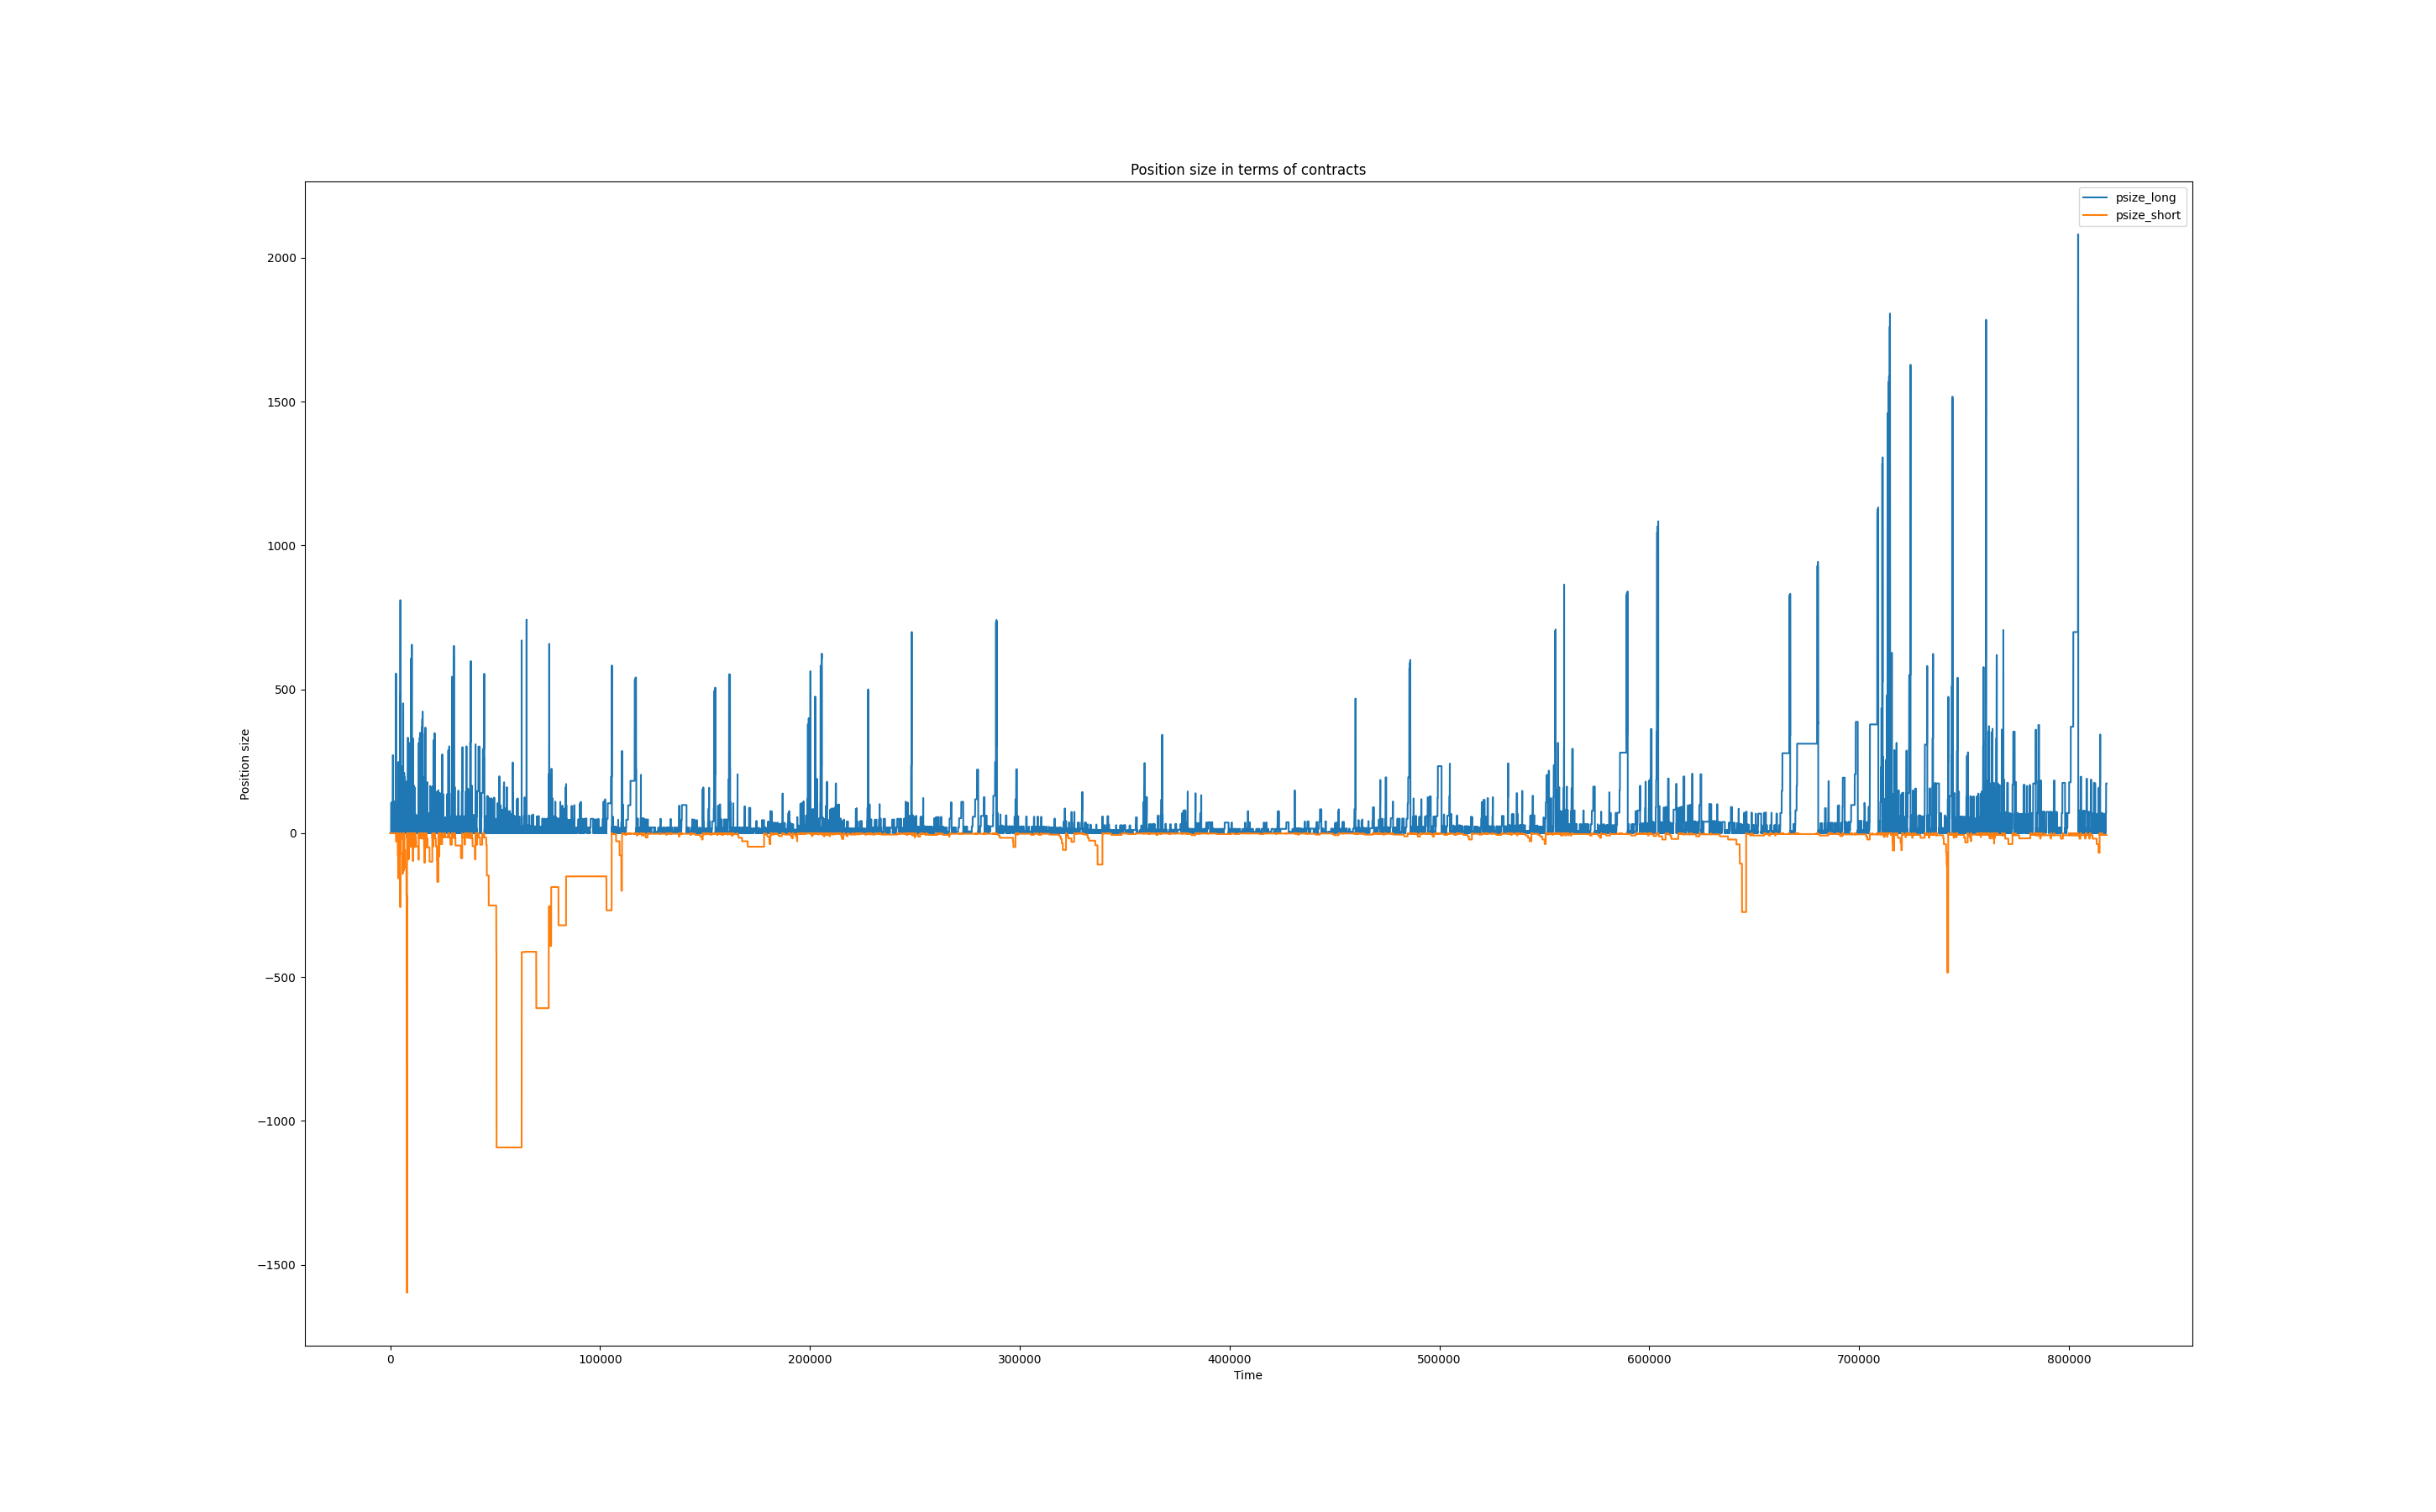 Position size in terms of contracts
psize_long
psize_short
2000
1500
1000
500
0
−500
−1000
−1500
Position size
0 100000 200000 300000 400000 500000 600000 700000 800000
Time